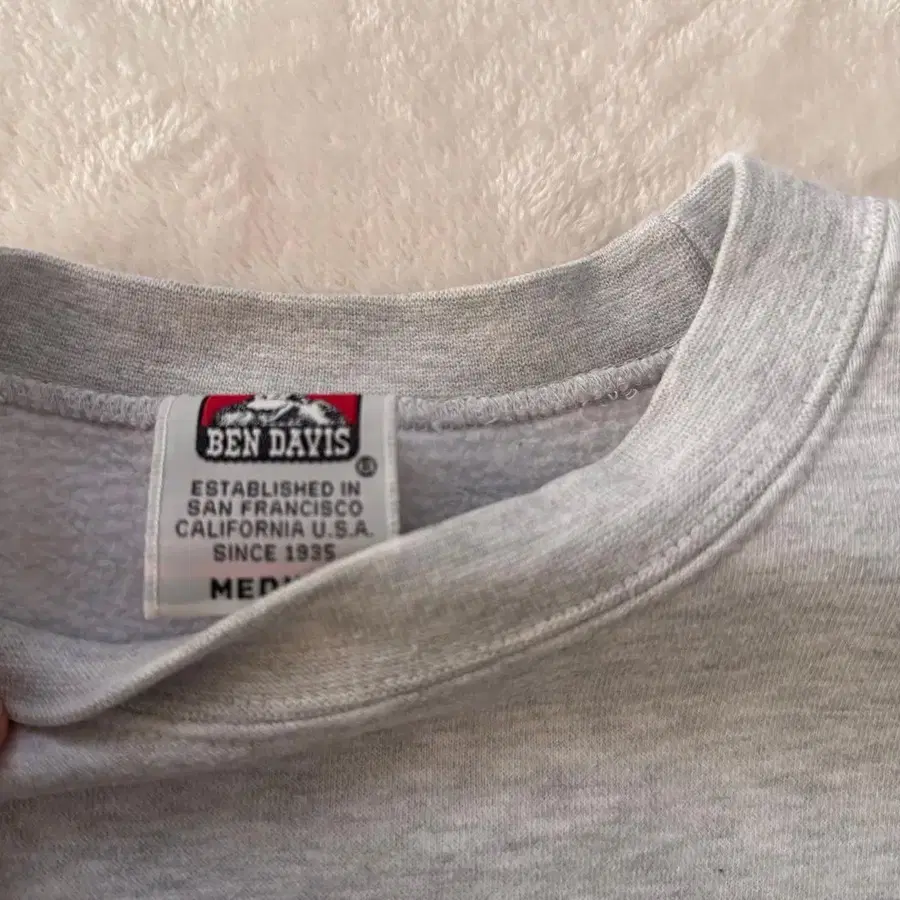 BEN DAVIS
®
ESTABLISHED IN
SAN FRANCISCO
CALIFORNIA U.S.A.
SINCE 1935